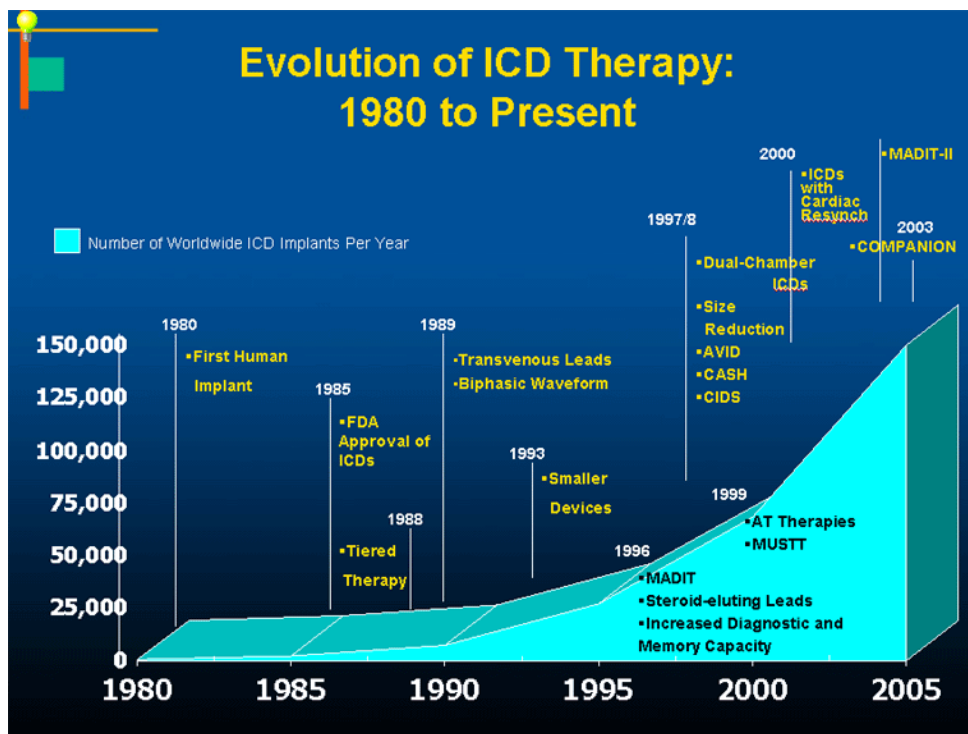 Evolution of ICD Therapy:
1980 to Present
Number of Worldwide ICD Implants Per Year
1980
▪First Human
Implant
1985
▪FDA
Approval of
ICDs
1988
▪Tiered
Therapy
1989
▪Transvenous Leads
▪Biphasic Waveform
1993
▪Smaller
Devices
1996
▪MADIT
▪Steroid-eluting Leads
▪Increased Diagnostic and
Memory Capacity
1997/8
▪Dual-Chamber
ICDs
▪Size
Reduction
▪AVID
▪CASH
▪CIDS
1999
▪AT Therapies
▪MUSTT
2000
▪ICDs
with
Cardiac
Resynch
▪MADIT-II
2003
▪COMPANION
150,000
125,000
100,000
75,000
50,000
25,000
0
1980
1985
1990
1995
2000
2005